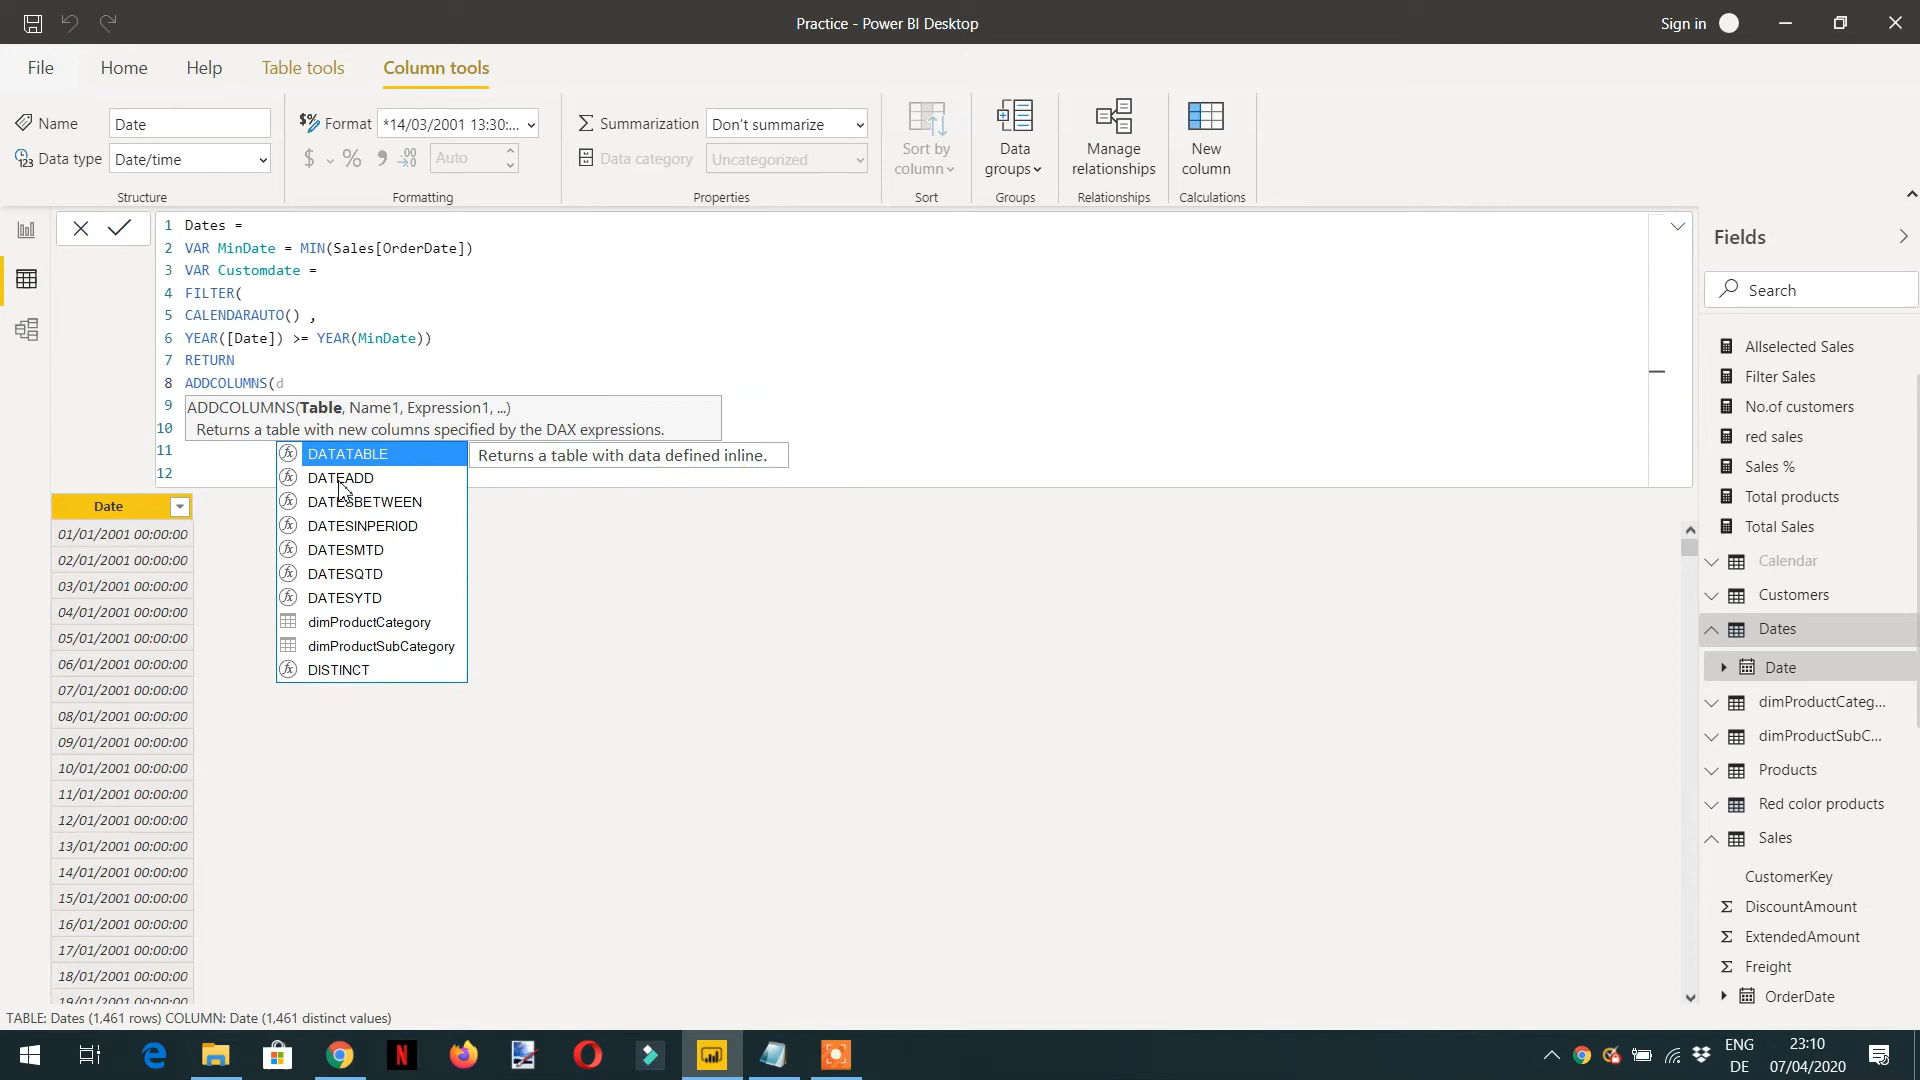 Practice - Power BI Desktop
Sign in
File
Home
Help
Table tools
Column tools
Name
Date
Format
*14/03/2001 13:30:...
Summarization
Don't summarize
Data type
Date/time
$
%
Auto
Data category
Uncategorized
Sort by
column
Data
groups
Manage
relationships
New
column
Structure
Formatting
Properties
Sort
Groups
Relationships
Calculations
1 Dates =
2 VAR MinDate = MIN(Sales[OrderDate])
3 VAR Customdate =
4 FILTER(
5 CALENDARAUTO() ,
6 YEAR([Date]) >= YEAR(MinDate))
7 RETURN
8 ADDCOLUMNS(d
9
10
11
12
ADDCOLUMNS(Table, Name1, Expression1, ...)
Returns a table with new columns specified by the DAX expressions.
DATATABLE
Returns a table with data defined inline.
DATEADD
DATESBETWEEN
DATESINPERIOD
DATESMTD
DATESQTD
DATESYTD
dimProductCategory
dimProductSubCategory
DISTINCT
Date
01/01/2001 00:00:00
02/01/2001 00:00:00
03/01/2001 00:00:00
04/01/2001 00:00:00
05/01/2001 00:00:00
06/01/2001 00:00:00
07/01/2001 00:00:00
08/01/2001 00:00:00
09/01/2001 00:00:00
10/01/2001 00:00:00
11/01/2001 00:00:00
12/01/2001 00:00:00
13/01/2001 00:00:00
14/01/2001 00:00:00
15/01/2001 00:00:00
16/01/2001 00:00:00
17/01/2001 00:00:00
18/01/2001 00:00:00
19/01/2001 00:00:00
Fields
Search
Allselected Sales
Filter Sales
No.of customers
red sales
Sales %
Total products
Total Sales
Calendar
Customers
Dates
Date
dimProductCateg...
dimProductSubC...
Products
Red color products
Sales
CustomerKey
DiscountAmount
ExtendedAmount
Freight
OrderDate
TABLE: Dates (1,461 rows) COLUMN: Date (1,461 distinct values)
ENG
DE
23:10
07/04/2020